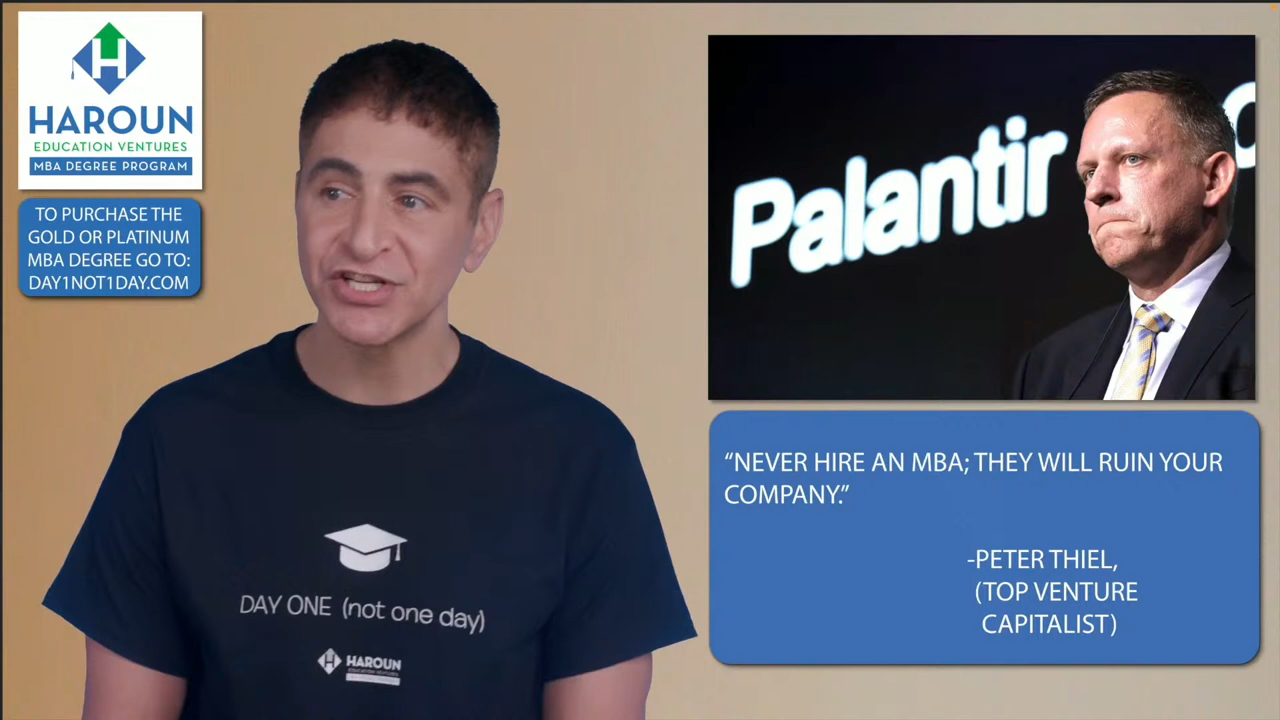 H
HAROUN
EDUCATION VENTURES
MBA DEGREE PROGRAM
TO PURCHASE THE
GOLD OR PLATINUM
MBA DEGREE GO TO:
DAY1NOT1DAY.COM
DAY ONE (not one day)
HAROUN
EDUCATION VENTURES
Palantir
“NEVER HIRE AN MBA; THEY WILL RUIN YOUR
COMPANY.”
-PETER THIEL,
(TOP VENTURE
CAPITALIST)